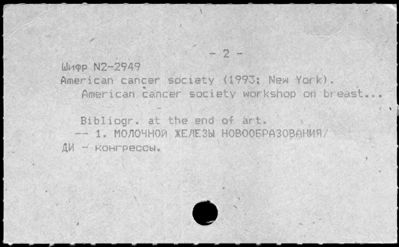 - 2 -
Шифр N2-2949
American cancer society (1993; New York).
American cancer society workshop on breast...
Bibliogr. at the end of art.
-- 1. МОЛОЧНОЙ ЖЕЛЕЗЫ НОВООБРАЗОВАНИЯ/
ДИ - конгрессы.